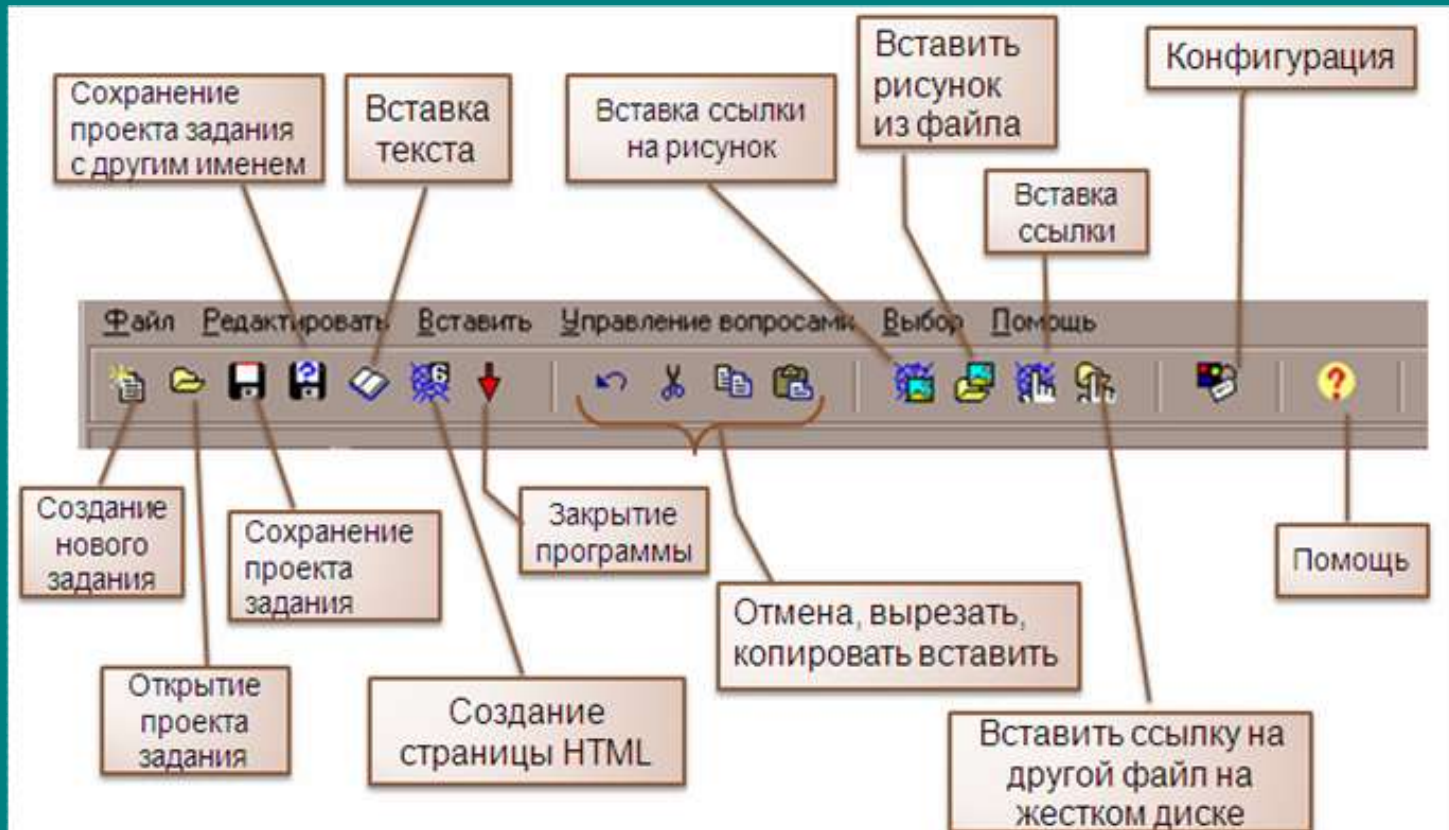 Сохранение
проекта задания
с другим именем
Вставка
текста
Вставка ссылки
на рисунок
Вставить
рисунок
из файла
Вставка
ссылки
Конфигурация
Файл Редактировать Вставить Управление вопросами Выбор Помощь
6
Создание
нового
задания
Открытие
проекта
задания
Сохранение
проекта
задания
Создание
страницы HTML
Закрытие
программы
Отмена, вырезать,
копировать вставить
Вставить ссылку на
другой файл на
жестком диске
Помощь